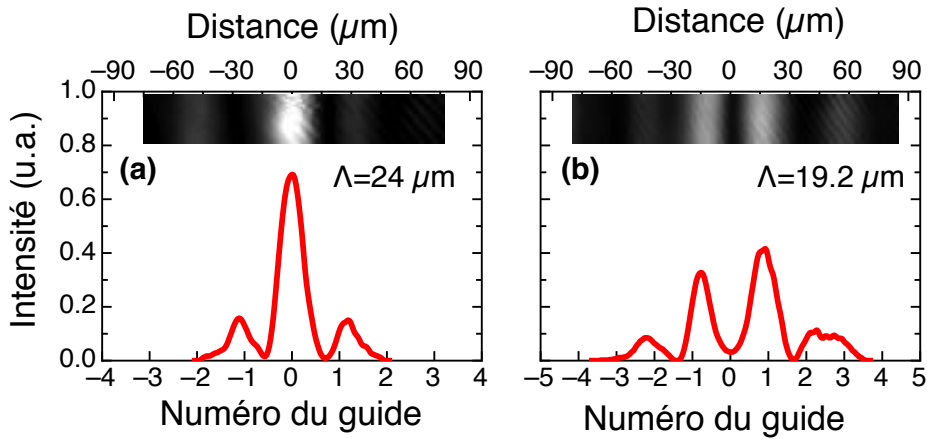 Distance (µm)
−90 −60 −30 0 30 60 90
Intensité (u.a.)
1.0
0.8
0.6
0.4
0.2
0.0
(a)
Λ=24 µm
−4 −3 −2 −1 0 1 2 3 4
Numéro du guide
Distance (µm)
−90 −60 −30 0 30 60 90
(b)
Λ=19.2 µm
-5 -4 -3 -2 -1 0 1 2 3 4 5
Numéro du guide